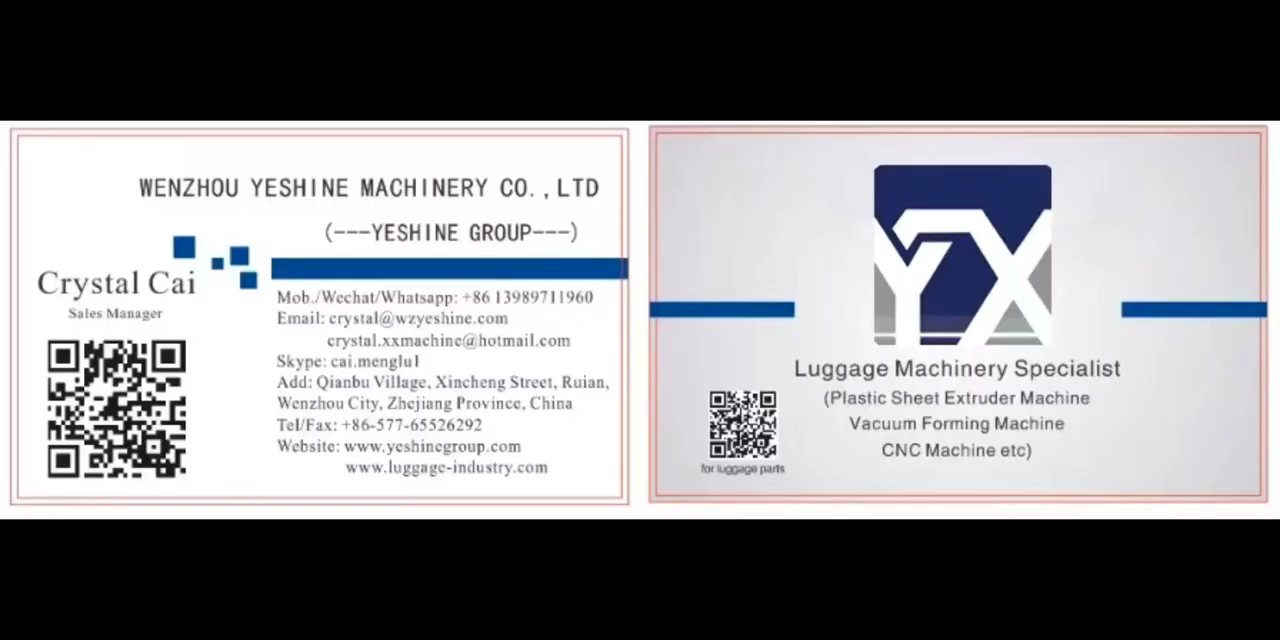 WENZHOU YESHINE MACHINERY CO.,LTD
(---YESHINE GROUP---)
Crystal Cai
Sales Manager
Mob./Wechat/Whatsapp: +86 13989711960
Email: crystal@wzyeshine.com
crystal.xxmachine@hotmail.com
Skype: cai.menglu1
Add: Qianbu Village, Xincheng Street, Ruian,
Wenzhou City, Zhejiang Province, China
Tel/Fax: +86-577-65526292
Website: www.yeshinegroup.com
www.luggage-industry.com
YX
Luggage Machinery Specialist
(Plastic Sheet Extruder Machine
Vacuum Forming Machine
CNC Machine etc)
for luggage parts